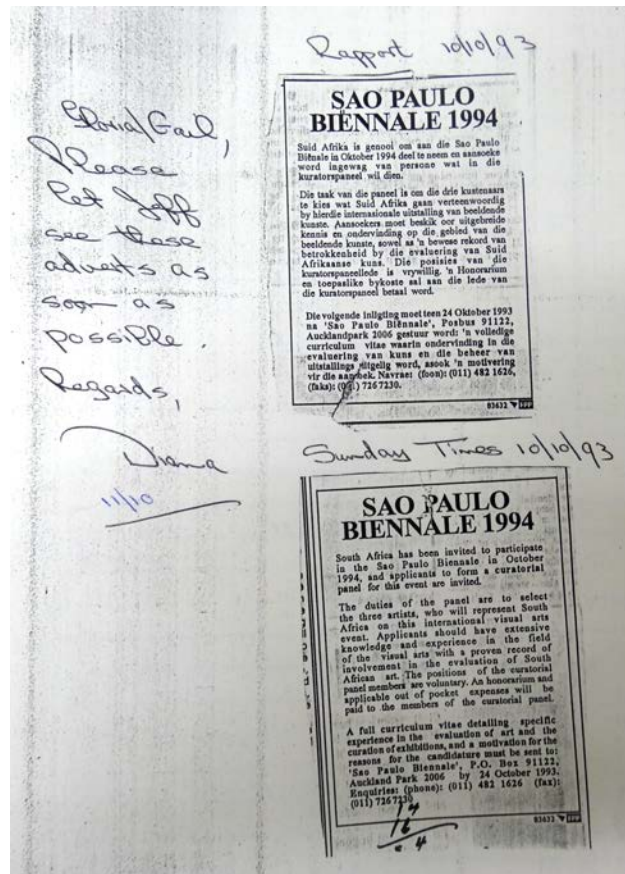 Gloria/Gail,
Please
let Jeff
see these
adverts as
soon as
possible.
Regards,
Diana
11/10
Rapport 10/10/93
SAO PAULO
BIËNNALE 1994
Suid Afrika is genooi om aan die Sao Paulo
Biënale in Oktober 1994 deel te neem en aansoeke
word ingewag van persone wat in die
kuratorspaneel wil dien.
Die taak van die paneel is om die drie kustenaars
te kies wat Suid Afrika gaan verteenwoordig
by hierdie internasionale uitstalling van beeldende
kunste. Aansoekers moet beskik oor uitgebreide
kennis en ondervinding op die gebied van die
beeldende kunste, sowel as 'n bewese rekord van
betrokkenheid by die evaluering van Suid
Afrikaanse kuns. Die posisies van die
kuratorspaneellede is vrywillig. 'n Honorarium
en toepaslike bykoste sal aan die lede van
die kuratorspaneel betaal word.
Die volgende inligting moet teen 24 Oktober 1993
na 'Sao Paulo Biënnale', Posbus 91122,
Aucklandpark 2006 gestuur word: 'n volledige
curriculum vitae waarin ondervinding in die
evaluering van kuns en die beheer van
uitstallings uitgelig word, asook 'n motivering
vir die aansoek. Navrae: (foon): (011) 482 1626,
(faks): (011) 726 7230.
83632 FPP
Sunday Times 10/10/93
SAO PAULO
BIENNALE 1994
South Africa has been invited to participate
in the Sao Paulo Biennale in October
1994, and applicants to form a curatorial
panel for this event are invited.
The duties of the panel are to select
the three artists, who will represent South
Africa on this international visual arts
event. Applicants should have extensive
knowledge and experience in the field
of the visual arts with a proven record of
involvement in the evaluation of South
African art. The positions of the curatorial
panel members are voluntary. An honorarium and
applicable out of pocket expenses will be
paid to the members of the curatorial panel.
A full curriculum vitae detailing specific
experience in the evaluation of art and the
curation of exhibitions, and a motivation for the
reasons for the candidature must be sent to:
'Sao Paulo Biennale', P.O. Box 91122,
Auckland Park 2006 by 24 October 1993.
Enquiries: (phone): (011) 482 1626 (fax):
(011) 726 7230
83632 FPP